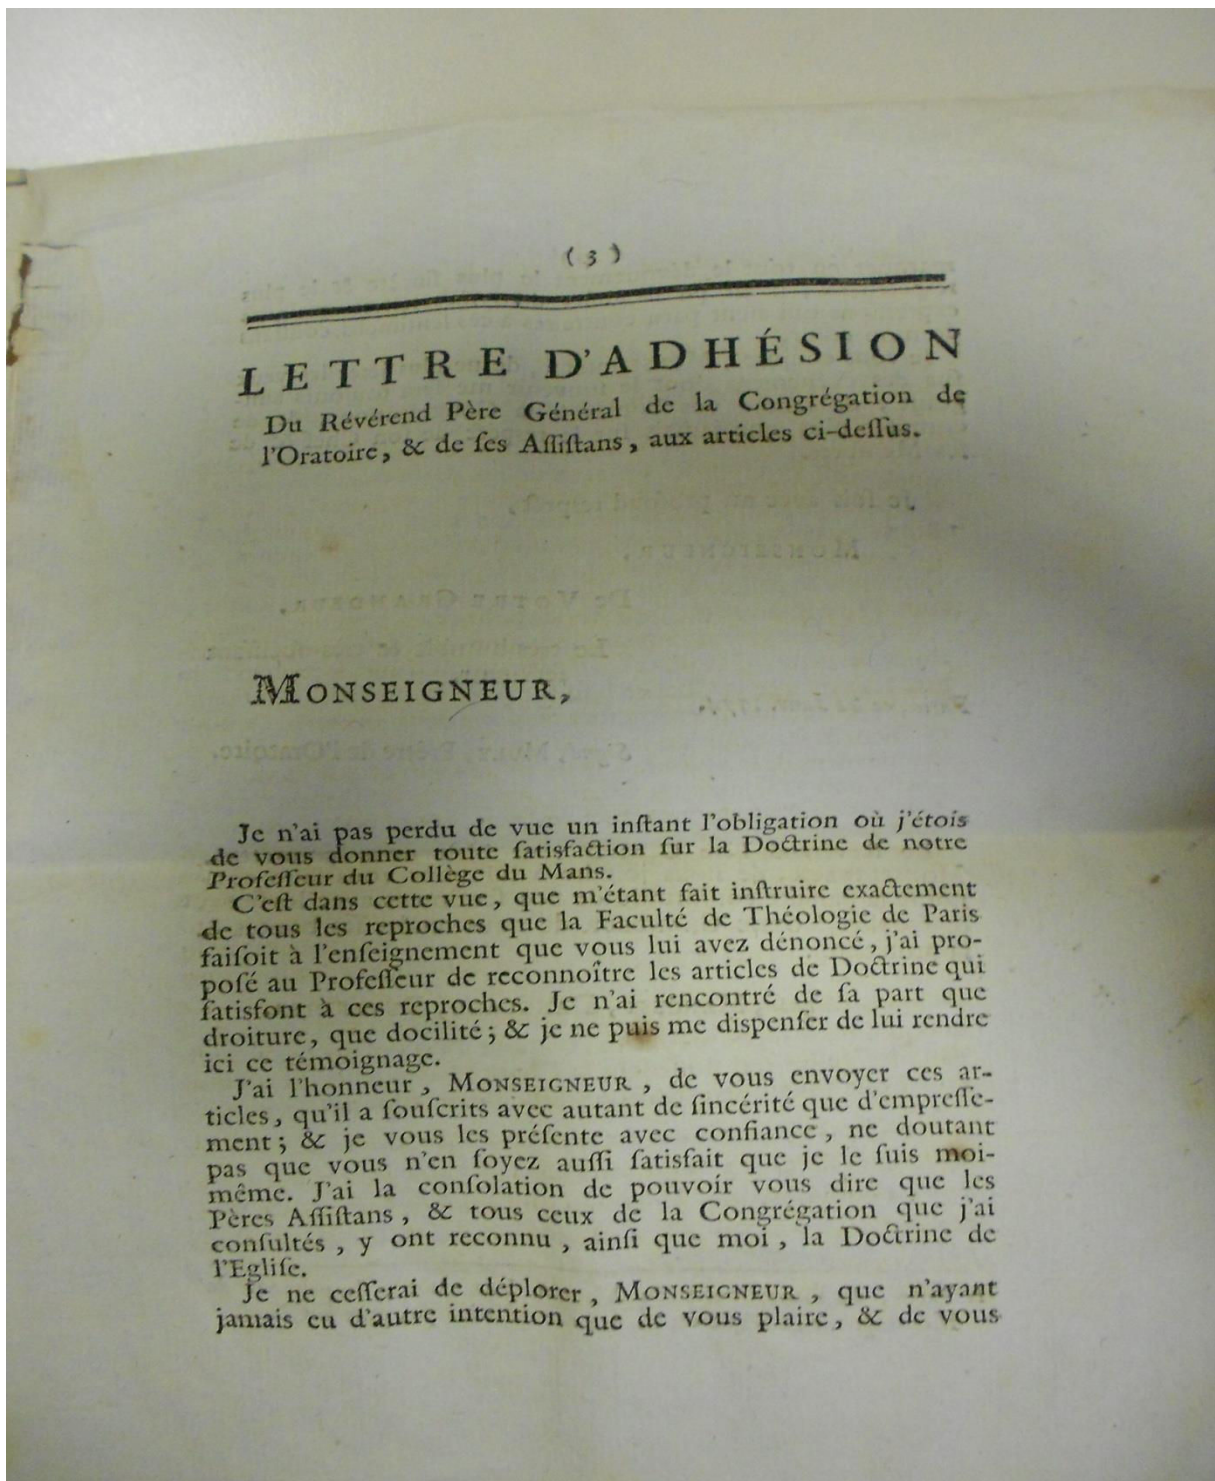 ( 3 )
LETTRE D'ADHÉSION
Du Révérend Père Général de la Congrégation de
l'Oratoire, & de ſes Aſſiſtans, aux articles ci-deſſus.
MONSEIGNEUR,
Je n'ai pas perdu de vue un inſtant l'obligation où j'étois
de vous donner toute ſatisfaction ſur la Doctrine de notre
Profeſſeur du Collège du Mans.
C'eſt dans cette vue, que m'étant fait inſtruire exactement
de tous les reproches que la Faculté de Théologie de Paris
faiſoit à l'enſeignement que vous lui avez dénoncé, j'ai pro-
poſé au Profeſſeur de reconnoître les articles de Doctrine qui
ſatisfont à ces reproches. Je n'ai rencontré de ſa part que
droiture, que docilité ; & je ne puis me diſpenſer de lui rendre
ici ce témoignage.
J'ai l'honneur, MONSEIGNEUR, de vous envoyer ces ar-
ticles, qu'il a ſouſcrits avec autant de ſincérité que d'empreſſe-
ment ; & je vous les préſente avec confiance, ne doutant
pas que vous n'en ſoyez auſſi ſatisfait que je le ſuis moi-
même. J'ai la conſolation de pouvoir vous dire que les
Pères Aſſiſtans, & tous ceux de la Congrégation que j'ai
conſultés, y ont reconnu, ainſi que moi, la Doctrine de
l'Egliſe.
Je ne ceſſerai de déplorer, MONSEIGNEUR, que n'ayant
jamais eu d'autre intention que de vous plaire, & de vous